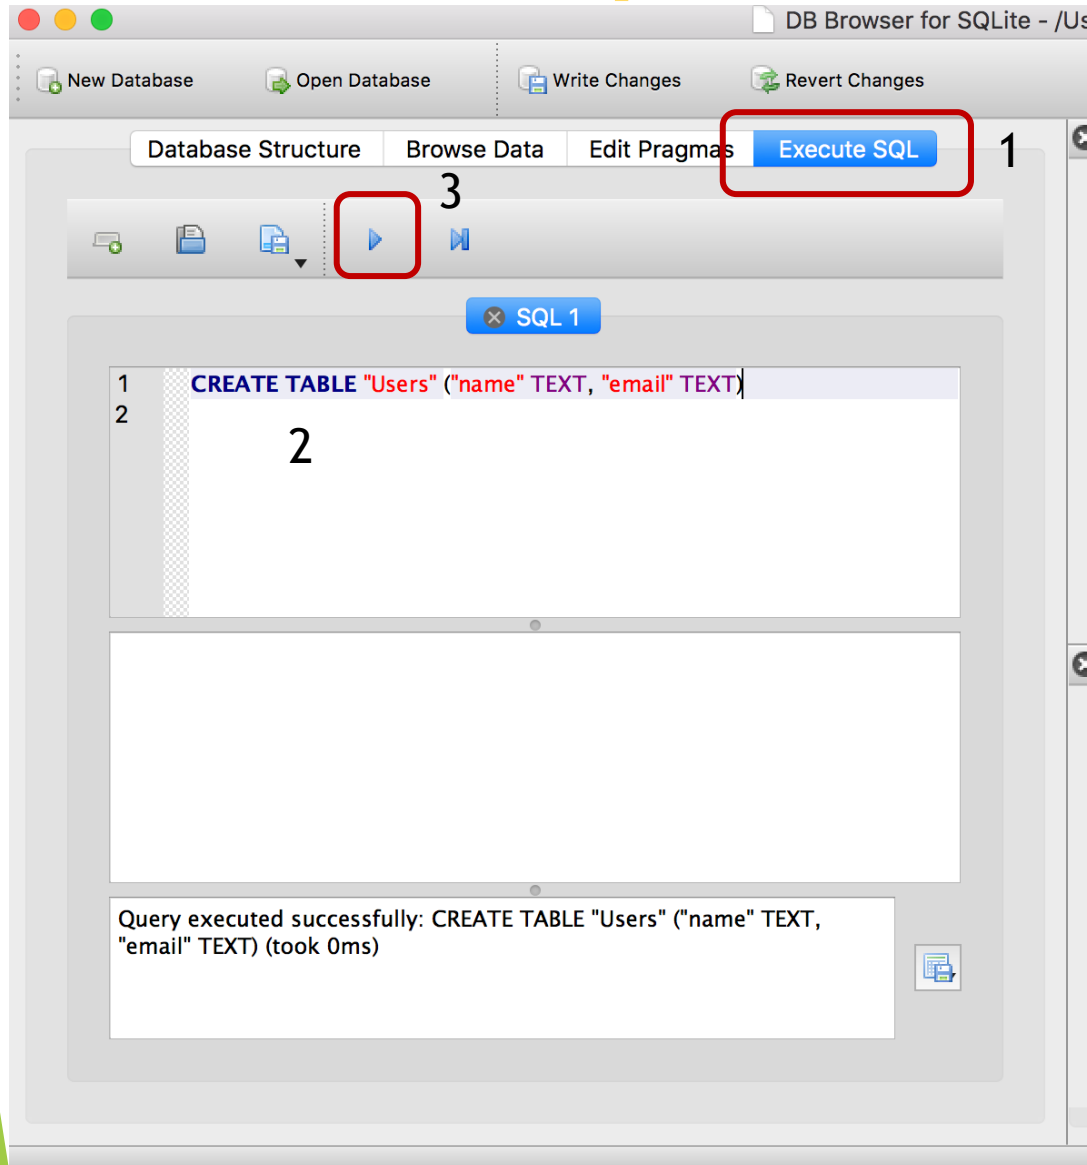 DB Browser for SQLite - /Us
New Database Open Database Write Changes Revert Changes
Database Structure Browse Data Edit Pragmas Execute SQL 1
3
SQL 1
1 CREATE TABLE "Users" ("name" TEXT, "email" TEXT)
2
2
Query executed successfully: CREATE TABLE "Users" ("name" TEXT,
"email" TEXT) (took 0ms)